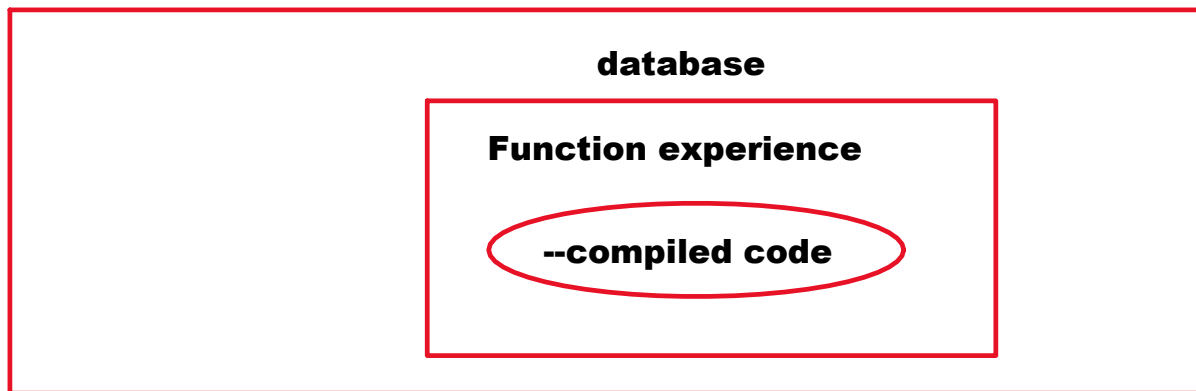 database
Function experience
--compiled code